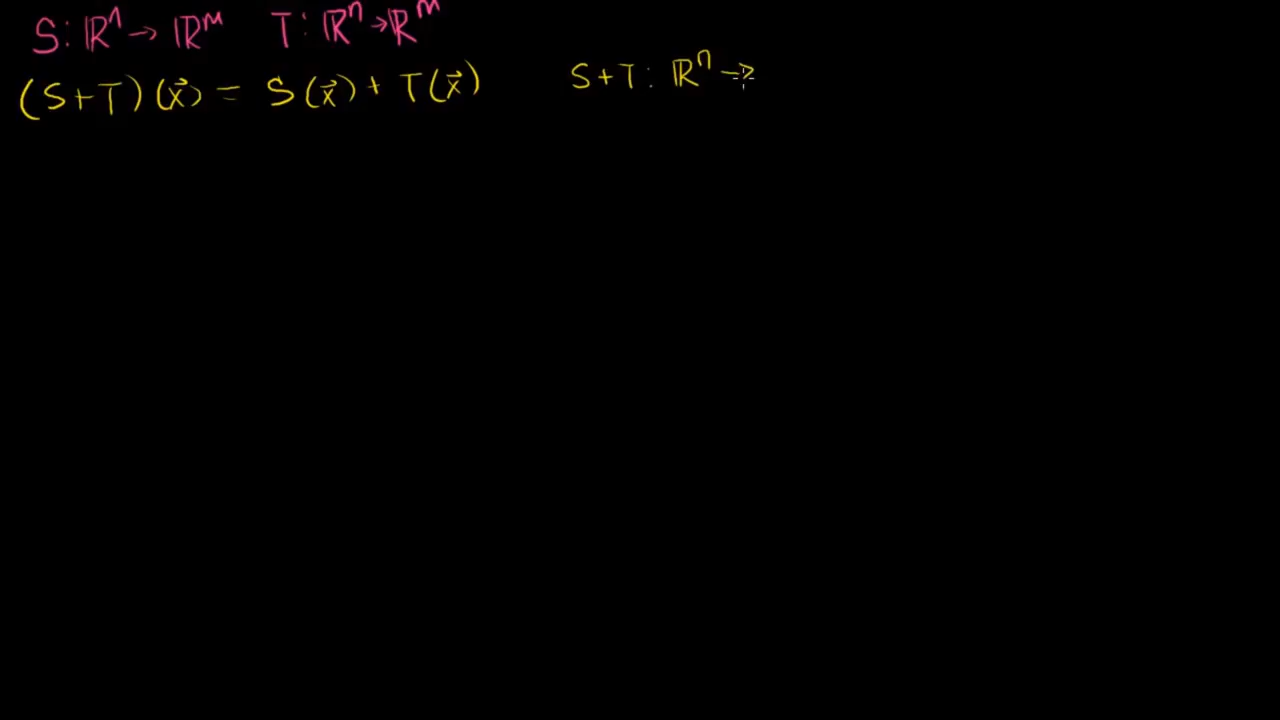 S: ℝⁿ → ℝᵐ T: ℝⁿ → ℝᵐ
(S+T)(x⃗) = S(x⃗) + T(x⃗) S+T: ℝⁿ →